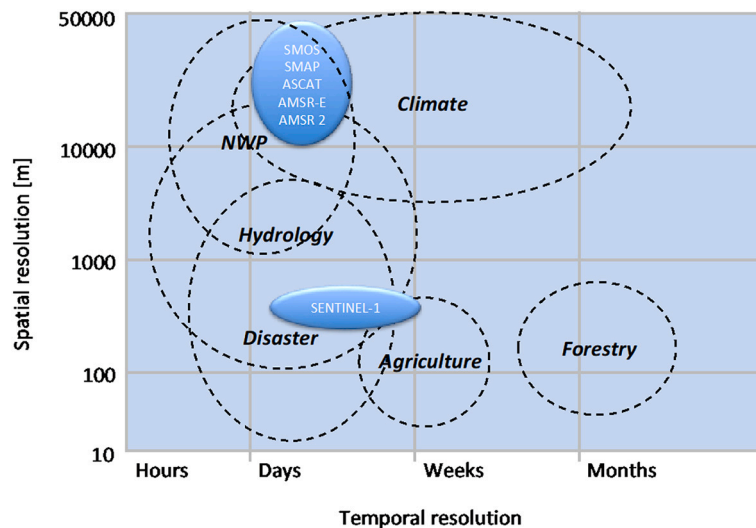 50000
SMOS
SMAP
ASCAT
AMSR-E
AMSR 2
Climate
NWP
10000
Hydrology
1000
SENTINEL-1
Disaster
Agriculture
Forestry
100
10
Hours Days Weeks Months
Spatial resolution [m]
Temporal resolution